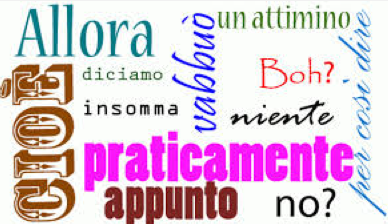 Allora
un attimino
diciamo
vabbuò
Boh?
CIOÈ
insomma
niente
per così dire
praticamente
appunto
no?